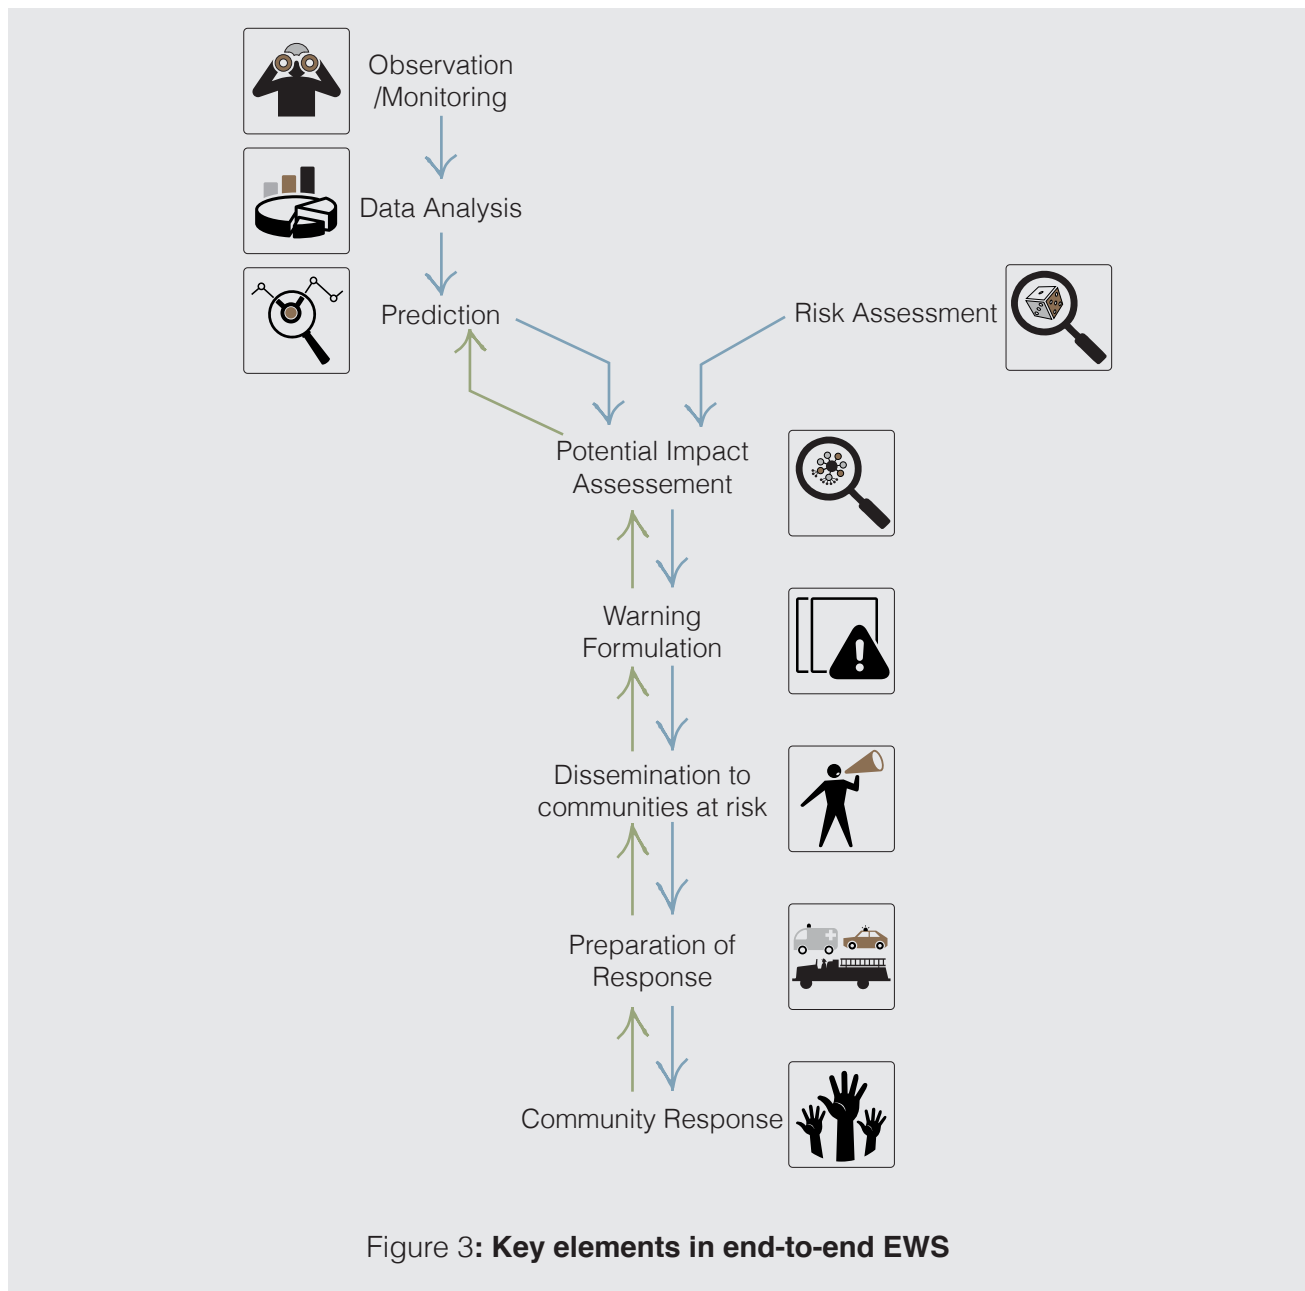 Observation
/Monitoring
Data Analysis
Prediction
Risk Assessment
Potential Impact
Assessement
Warning
Formulation
Dissemination to
communities at risk
Preparation of
Response
Community Response
Figure 3: Key elements in end-to-end EWS